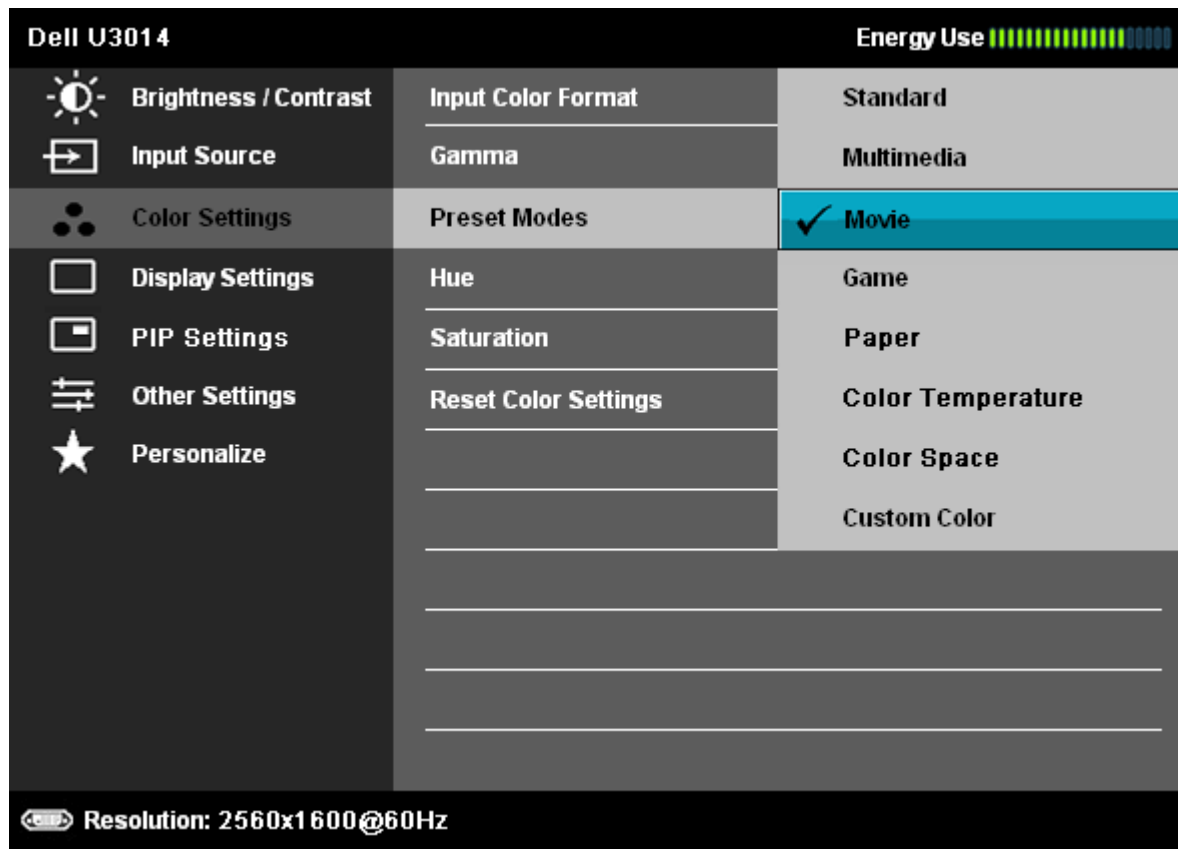 Dell U3014
Energy Use
Brightness / Contrast
Input Source
Color Settings
Display Settings
PIP Settings
Other Settings
Personalize
Input Color Format
Gamma
Preset Modes
Hue
Saturation
Reset Color Settings
Standard
Multimedia
Movie
Game
Paper
Color Temperature
Color Space
Custom Color
Resolution: 2560x1600@60Hz